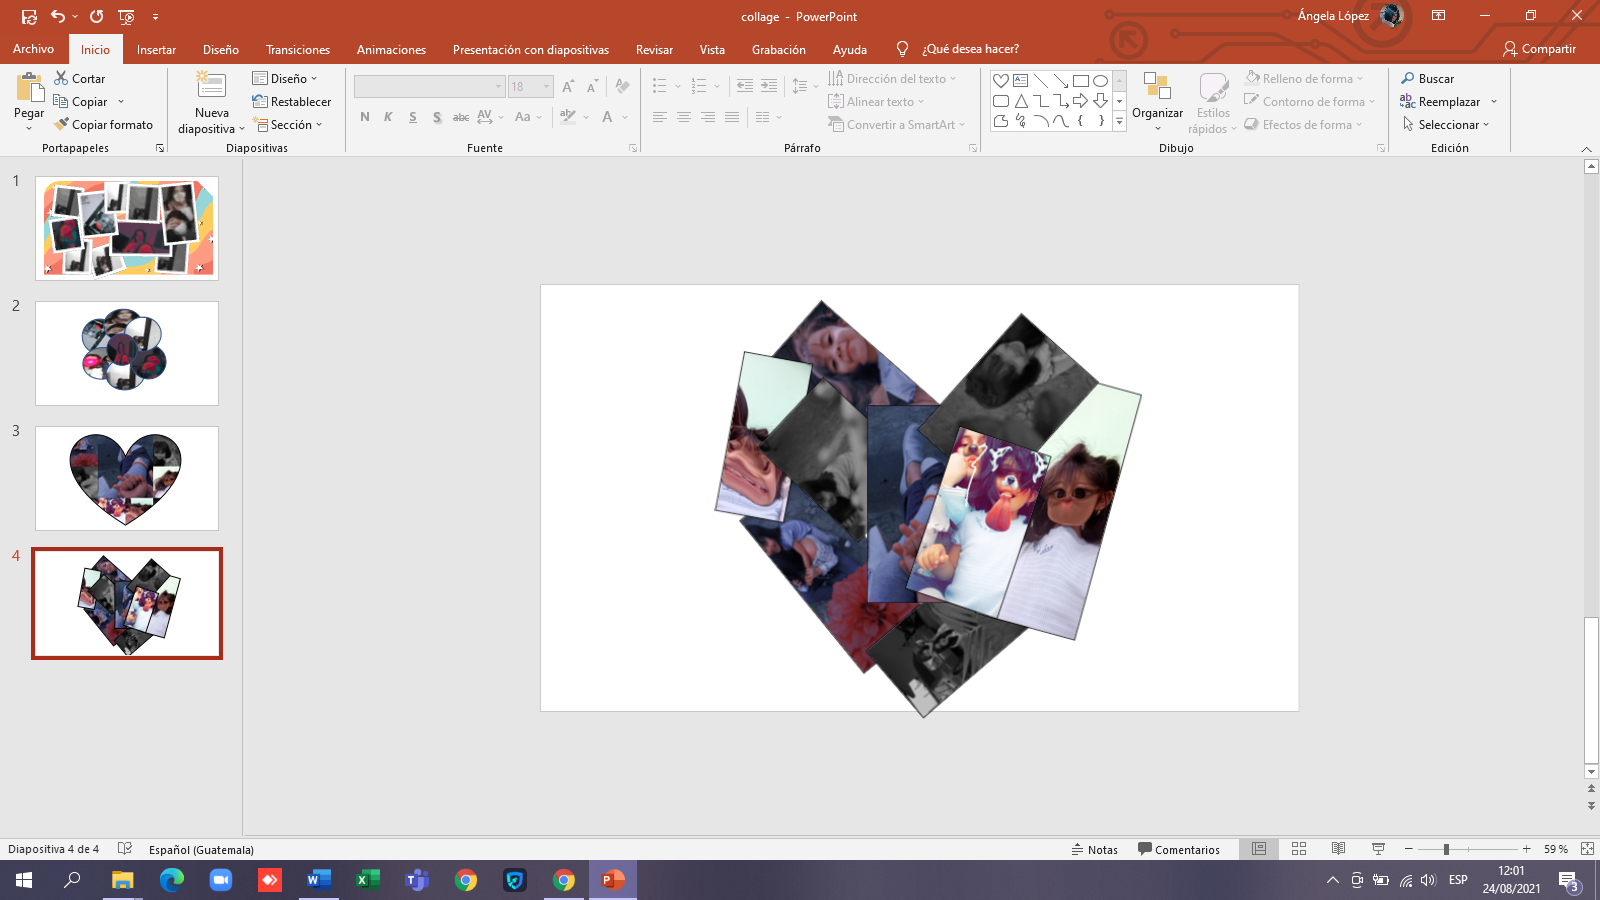 collage - PowerPoint
Ángela López
Archivo Inicio Insertar Diseño Transiciones Animaciones Presentación con diapositivas Revisar Vista Grabación Ayuda ¿Qué desea hacer? Compartir
Pegar
Cortar
Copiar
Copiar formato
Portapapeles
Nueva diapositiva
Diseño
Restablecer
Sección
Diapositivas
18
N K S S abc AV Aa A
Fuente
Dirección del texto
Alinear texto
Convertir a SmartArt
Párrafo
Organizar
Estilos rápidos
Relleno de forma
Contorno de forma
Efectos de forma
Dibujo
Buscar
Reemplazar
Seleccionar
Edición
1
2
3
4
Diapositiva 4 de 4 Español (Guatemala) Notas Comentarios 59 %
ESP
12:01
24/08/2021
3